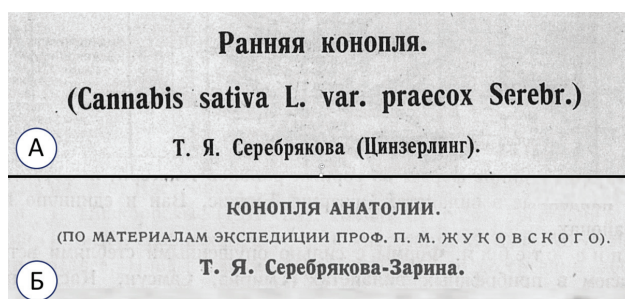 Ранняя конопля.
(Cannabis sativa L. var. praecox Serebr.)
А
Т. Я. Серебрякова (Цинзерлинг).
КОНОПЛЯ АНАТОЛИИ.
(ПО МАТЕРИАЛАМ ЭКСПЕДИЦИИ ПРОФ. П. М. ЖУКОВСКОГО).
Б
Т. Я. Серебрякова-Зарина.